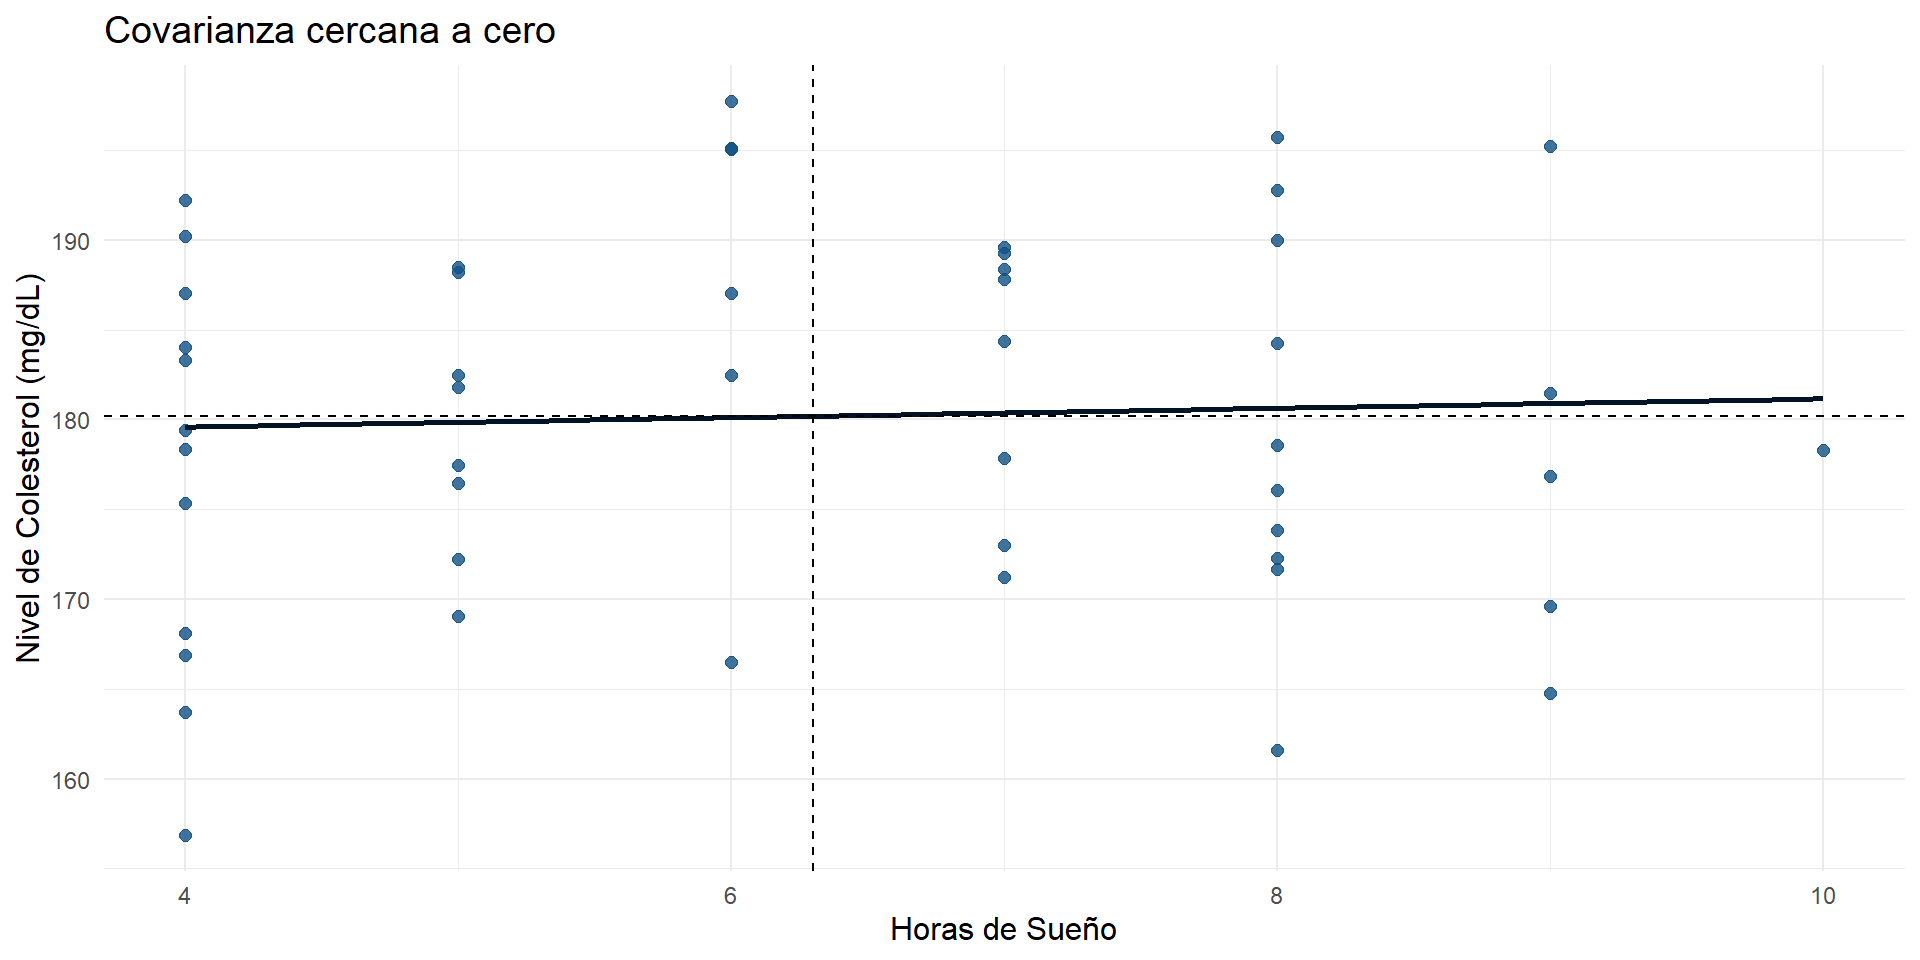 Covarianza cercana a cero
Nivel de Colesterol (mg/dL)
190
180
170
160
4
6
8
10
Horas de Sueño